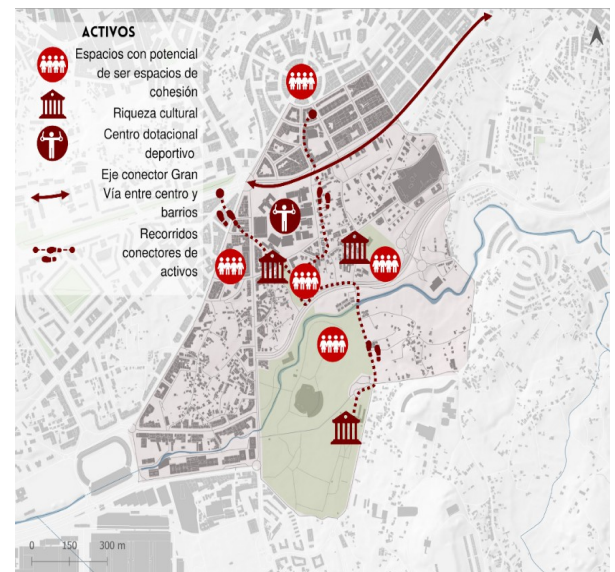 ACTIVOS
Espacios con potencial
de ser espacios de
cohesión
Riqueza cultural
Centro dotacional
deportivo
Eje conector Gran
Vía entre centro y
barrios
Recorridos
conectores de
activos
0 150 300 m